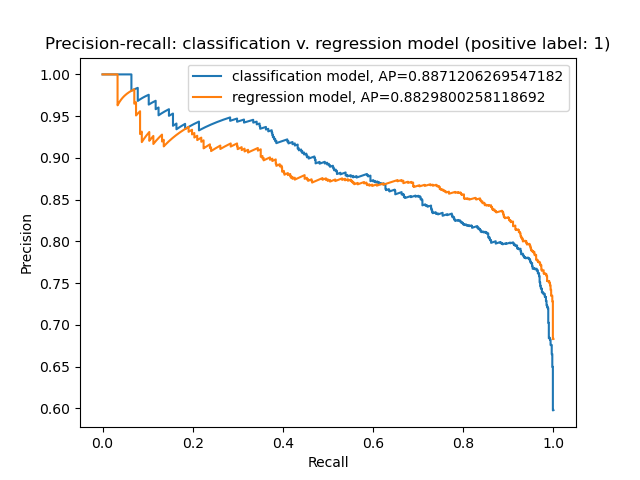 Precision-recall: classification v. regression model (positive label: 1)
classification model, AP=0.8871206269547182
regression model, AP=0.8829800258118692
1.00
0.95
0.90
0.85
0.80
0.75
0.70
0.65
0.60
Precision
0.0 0.2 0.4 0.6 0.8 1.0
Recall